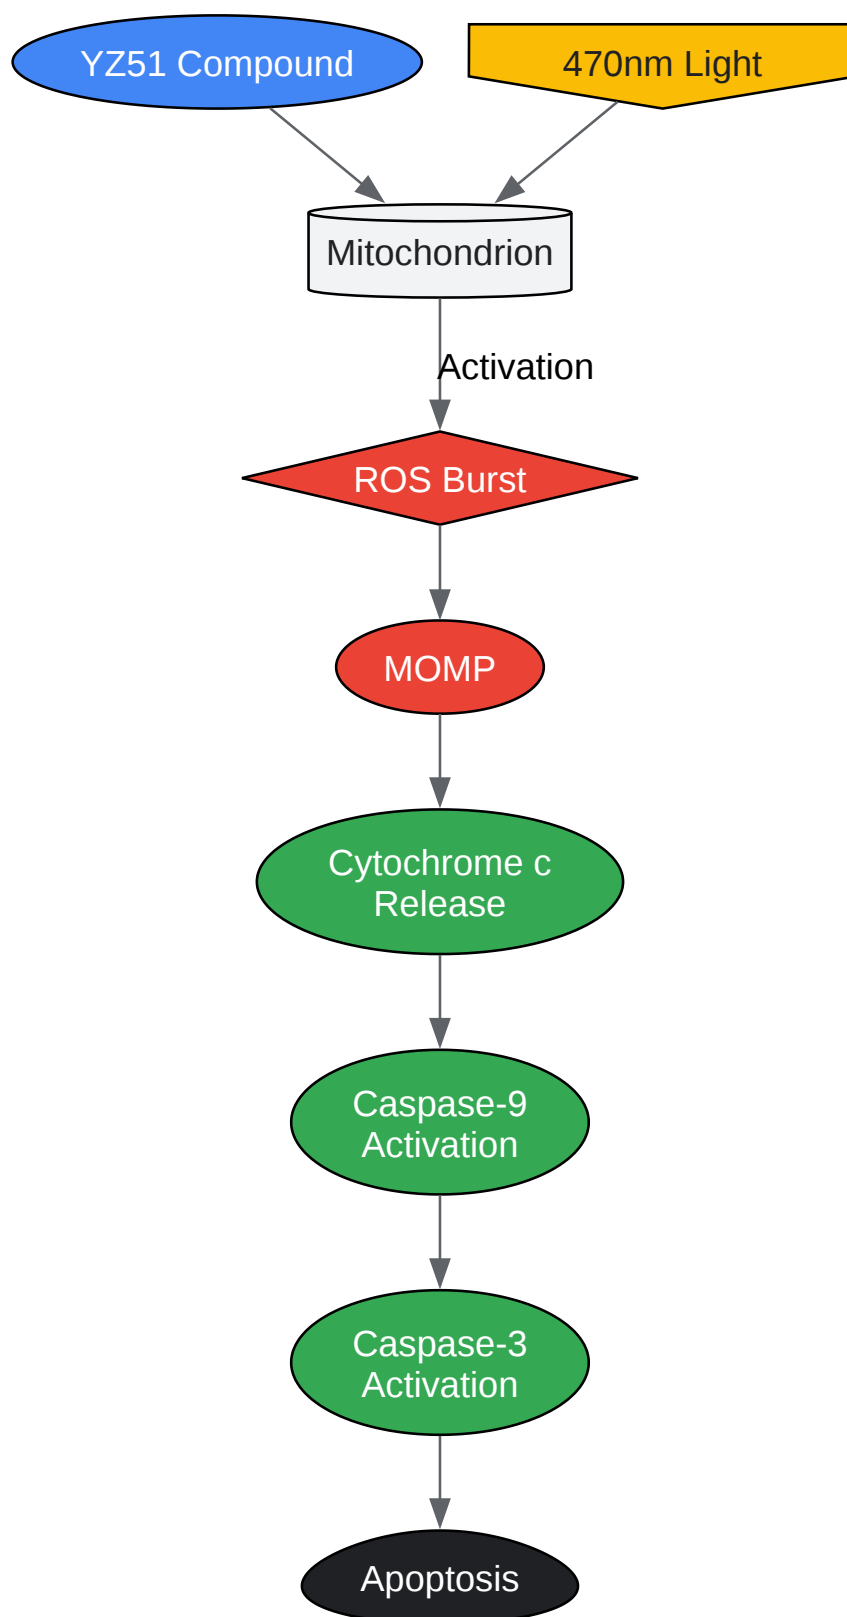 YZ51 Compound
470nm Light
Mitochondrion
Activation
ROS Burst
MOMP
Cytochrome c
Release
Caspase-9
Activation
Caspase-3
Activation
Apoptosis